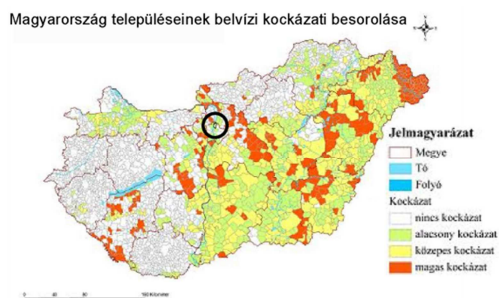 Magyarország településeinek belvízi kockázati besorolása
Jelmagyarázat
Megye
Tó
Folyó
Kockázat
nincs kockázat
alacsony kockázat
közepes kockázat
magas kockázat